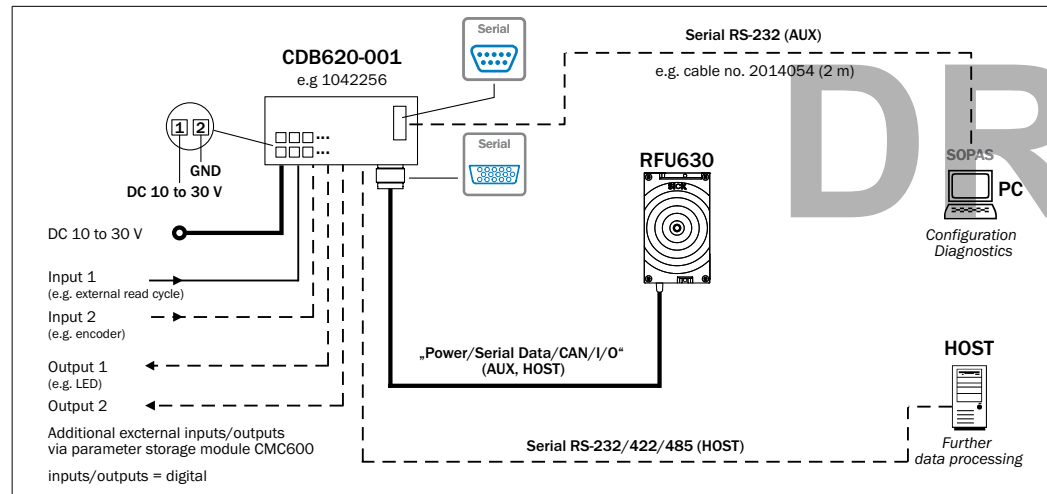 Serial
CDB620-001
e.g 1042256
Serial RS-232 (AUX)
e.g. cable no. 2014054 (2 m)
DR
1 2
GND
DC 10 to 30 V
Serial
RFU630
SICK
SOPAS
PC
Configuration
Diagnostics
DC 10 to 30 V
Input 1
(e.g. external read cycle)
Input 2
(e.g. encoder)
Output 1
(e.g. LED)
Output 2
„Power/Serial Data/CAN/I/O“
(AUX, HOST)
HOST
Additional excternal inputs/outputs
via parameter storage module CMC600
inputs/outputs = digital
Serial RS-232/422/485 (HOST)
Further
data processing